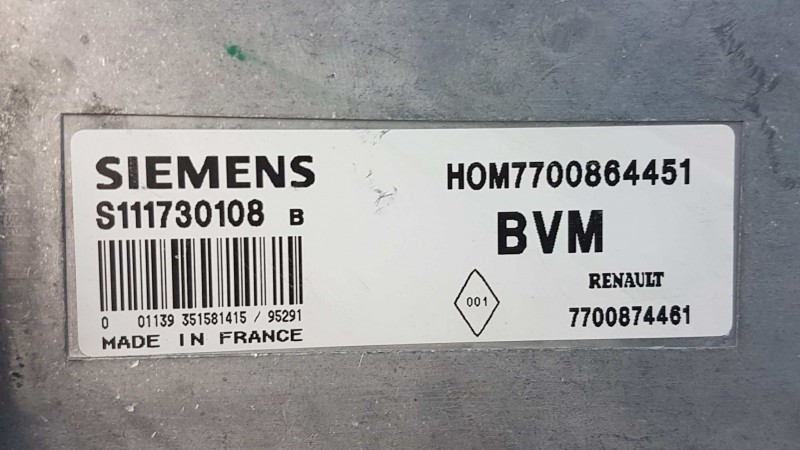 SIEMENS
S111730108 B
0 01139 351581415 / 95291
MADE IN FRANCE
HOM7700864451
BVM
001
RENAULT
7700874461